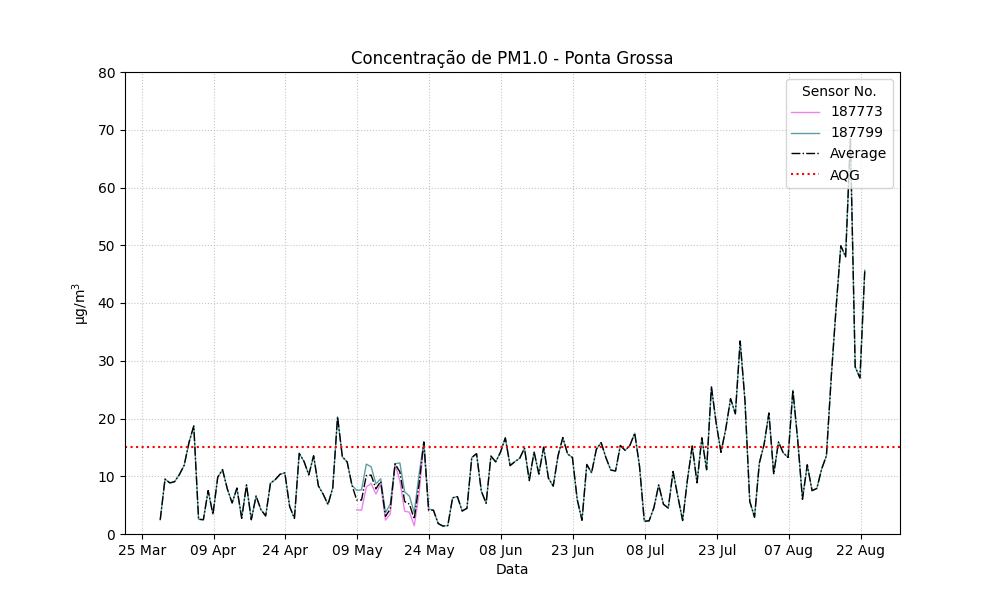 Concentração de PM1.0 - Ponta Grossa
Sensor No.
187773
187799
Average
AQG
80
70
60
50
40
30
20
10
0
µg/m³
25 Mar
09 Apr
24 Apr
09 May
24 May
08 Jun
23 Jun
08 Jul
23 Jul
07 Aug
22 Aug
Data